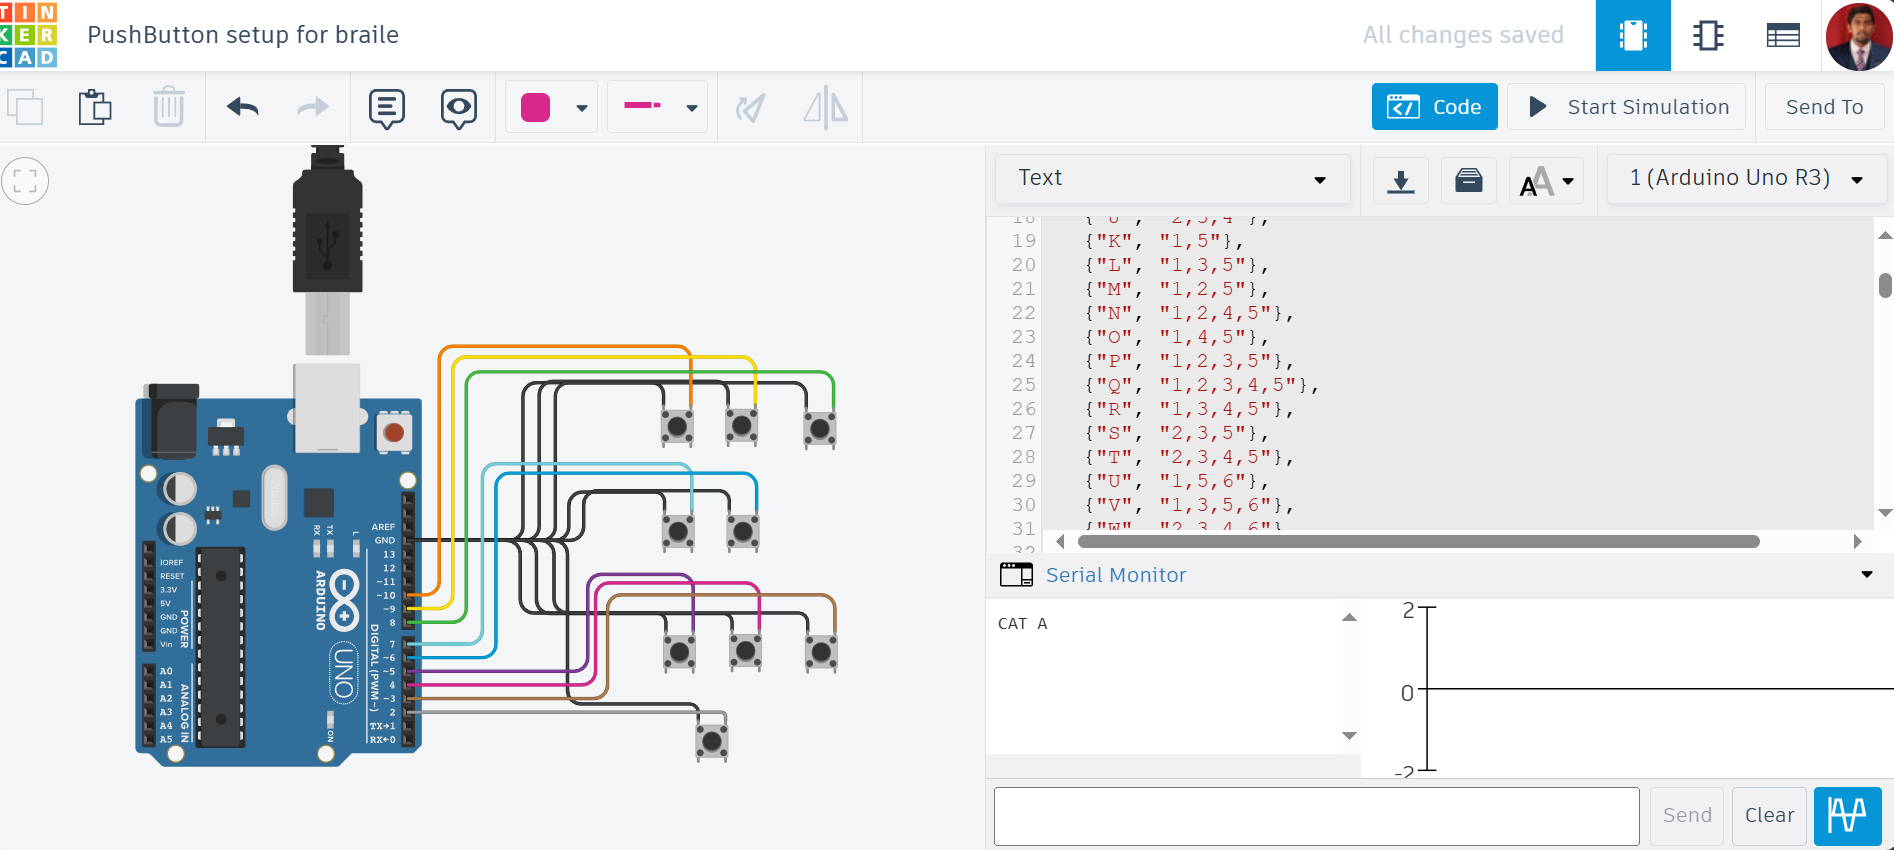 TIN
KER
CAD
PushButton setup for braile
All changes saved
Code
Start Simulation
Send To
Text
1 (Arduino Uno R3)
18
19 {"K", "1,5"},
20 {"L", "1,3,5"},
21 {"M", "1,2,5"},
22 {"N", "1,2,4,5"},
23 {"O", "1,4,5"},
24 {"P", "1,2,3,5"},
25 {"Q", "1,2,3,4,5"},
26 {"R", "1,3,4,5"},
27 {"S", "2,3,5"},
28 {"T", "2,3,4,5"},
29 {"U", "1,5,6"},
30 {"V", "1,3,5,6"},
31 {"W", "2,3,4,6"}
32
Serial Monitor
CAT A
2
0
-2
Send
Clear
AREF
GND
13
12
~11
~10
~9
8
7
~6
~5
4
~3
2
TX→1
RX←0
DIGITAL (PWM~)
IOREF
RESET
3.3V
5V
GND
GND
Vin
POWER
A0
A1
A2
A3
A4
A5
ANALOG IN
RX
TX
L
ARDUINO
UNO
ON